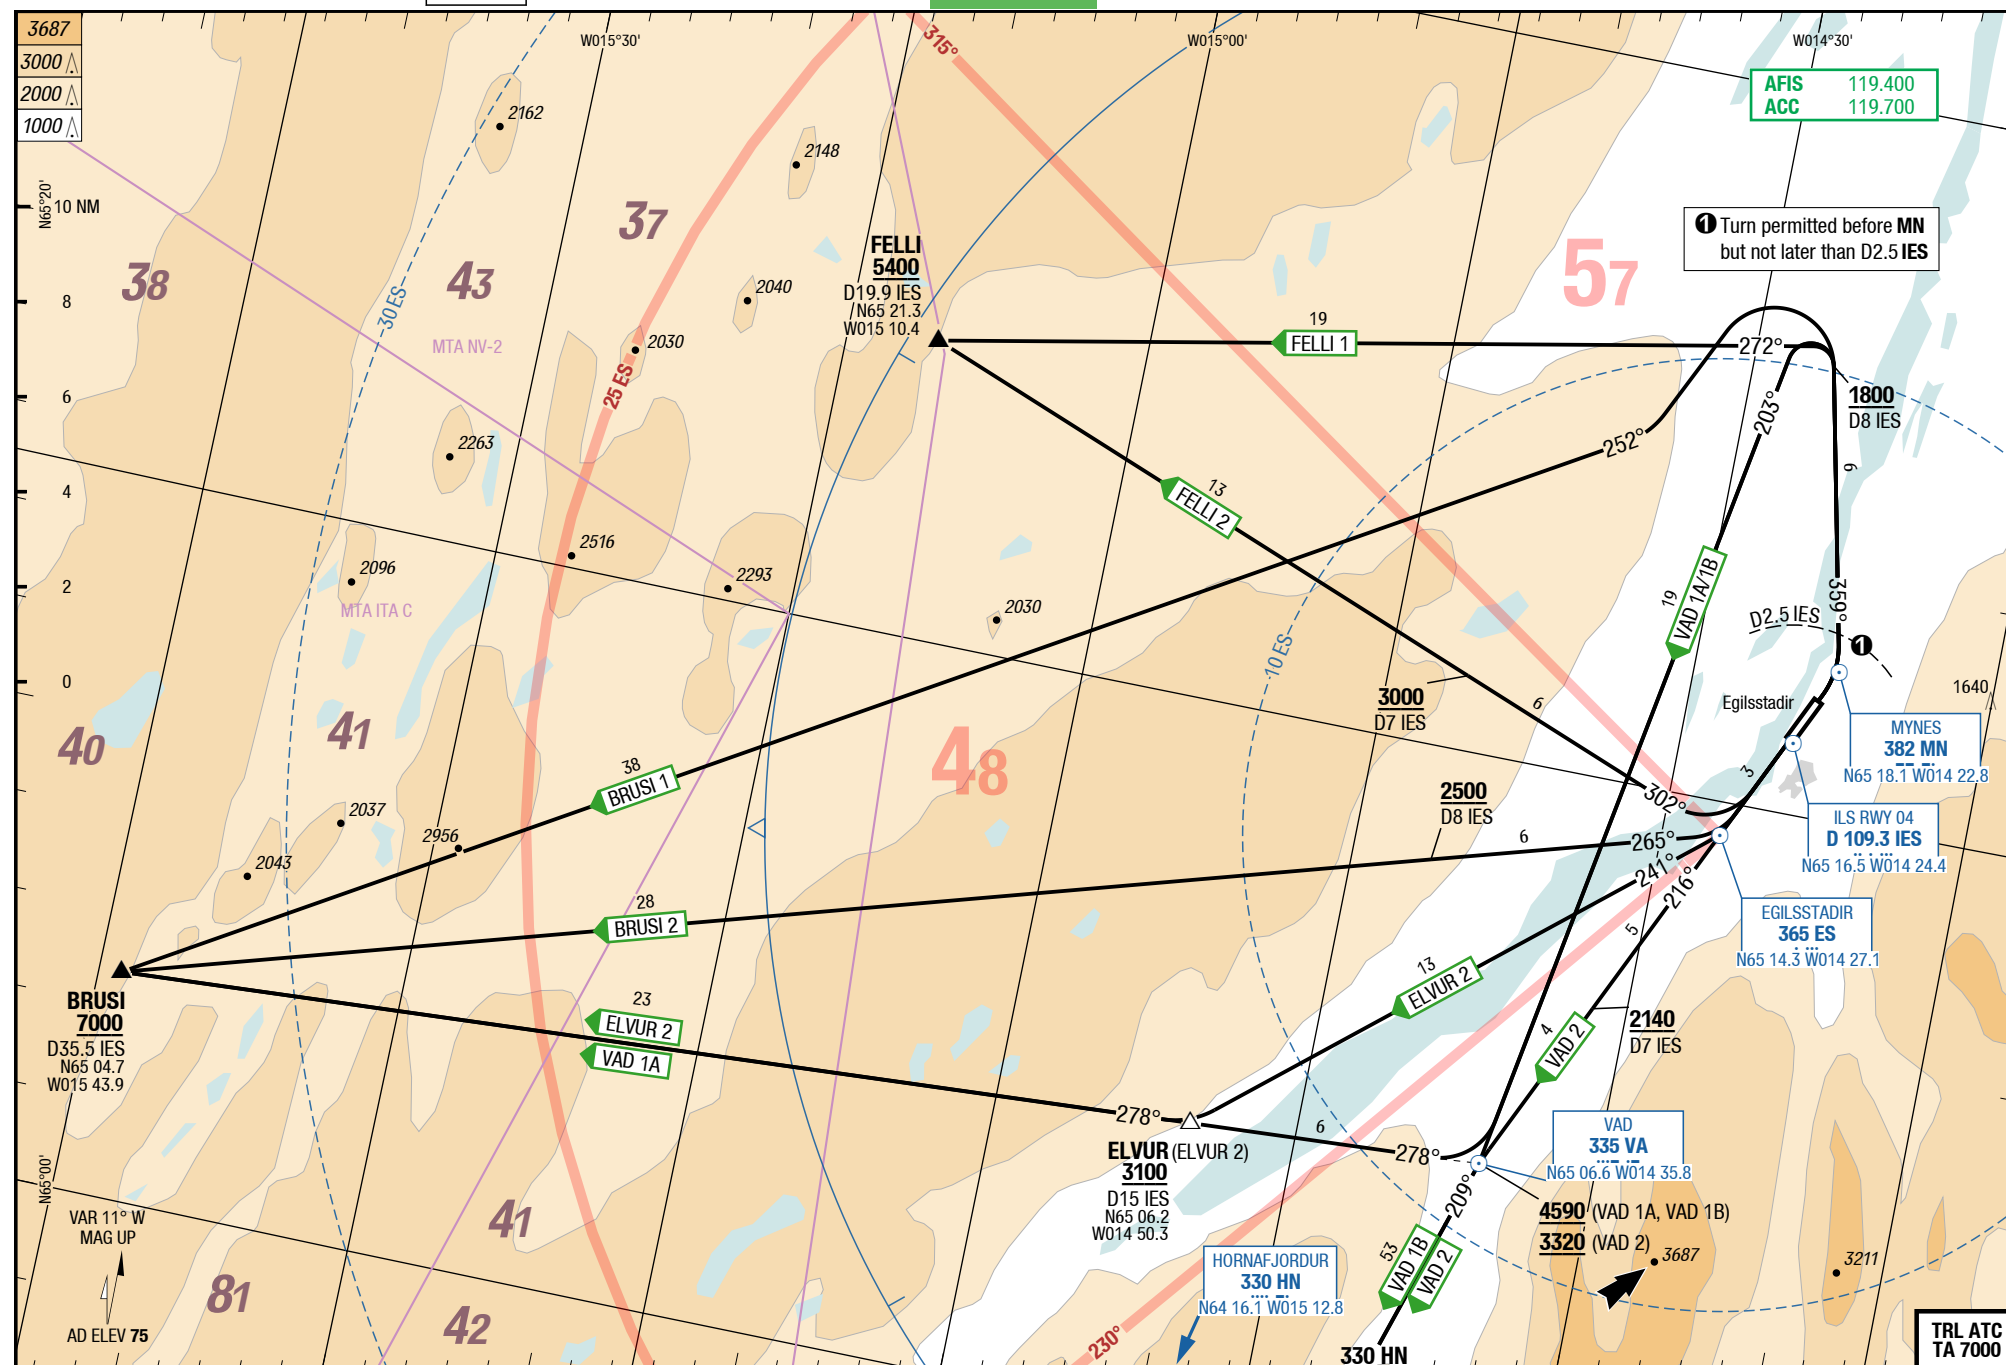 3687
3000
2000
1000
W015°30'
W015°00'
W014°30'
AFIS 119.400
ACC 119.700
N65°20'
10 NM
8
6
4
2
0
N65°00'
315°
2162
2148
2040
2030
2263
2516
2096
2293
2030
2037
2956
2043
1640
3687
3211
38
43
37
57
40
41
48
41
81
42
30 ES
25 ES
10 ES
MTA NV-2
MTA ITA C
FELLI
5400
D19.9 IES
N65 21.3
W015 10.4
19
FELLI 1
272°
❶ Turn permitted before MN
but not later than D2.5 IES
1800
D8 IES
203°
252°
6
13
FELLI 2
19
VAD 1A/1B
359°
D2.5 IES
❶
3000
D7 IES
6
Egilsstadir
MYNES
382 MN
N65 18.1 W014 22.8
3
ILS RWY 04
D 109.3 IES
N65 16.5 W014 24.4
38
BRUSI 1
2500
D8 IES
302°
6
265°
241°
216°
EGILSSTADIR
365 ES
N65 14.3 W014 27.1
28
BRUSI 2
5
13
ELVUR 2
BRUSI
7000
D35.5 IES
N65 04.7
W015 43.9
23
ELVUR 2
VAD 1A
4
VAD 2
2140
D7 IES
278°
6
278°
ELVUR (ELVUR 2)
3100
D15 IES
N65 06.2
W014 50.3
VAD
335 VA
N65 06.6 W014 35.8
209°
4590 (VAD 1A, VAD 1B)
3320 (VAD 2)
53
VAD 1B
VAD 2
HORNAFJORDUR
330 HN
N64 16.1 W015 12.8
230°
330 HN
VAR 11° W
MAG UP
AD ELEV 75
TRL ATC
TA 7000